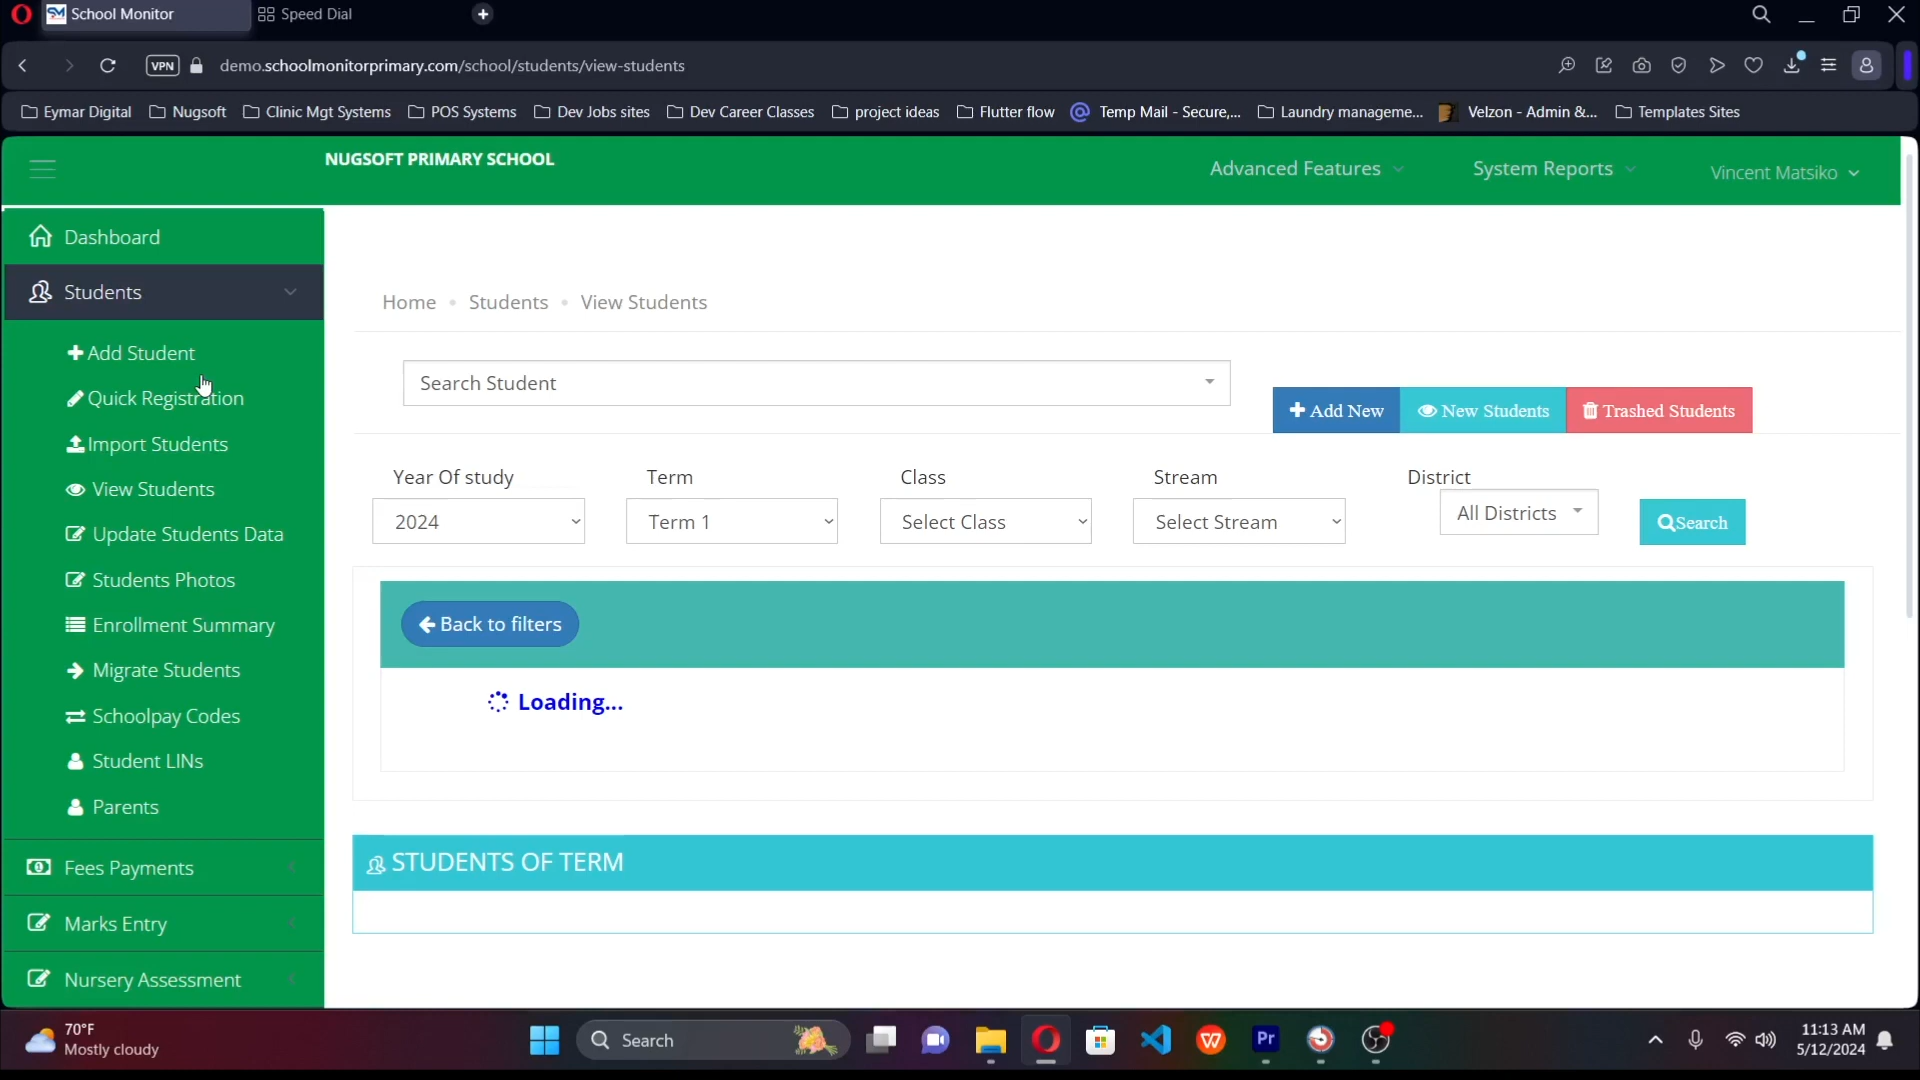 School Monitor
Speed Dial
VPN
demo.schoolmonitorprimary.com/school/students/view-students
Eymar Digital
Nugsoft
Clinic Mgt Systems
POS Systems
Dev Jobs sites
Dev Career Classes
project ideas
Flutter flow
Temp Mail - Secure,...
Laundry manageme...
Velzon - Admin &...
Templates Sites
NUGSOFT PRIMARY SCHOOL
Advanced Features
System Reports
Vincent Matsiko
Dashboard
Students
Add Student
Quick Registration
Import Students
View Students
Update Students Data
Students Photos
Enrollment Summary
Migrate Students
Schoolpay Codes
Student LINs
Parents
Fees Payments
Marks Entry
Nursery Assessment
Home • Students • View Students
Search Student
Add New
New Students
Trashed Students
Year Of study
Term
Class
Stream
District
2024
Term 1
Select Class
Select Stream
All Districts
Search
Back to filters
Loading...
STUDENTS OF TERM
70°F
Mostly cloudy
Search
Pr
11:13 AM
5/12/2024